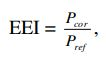 EEI = P_cor / P_ref ,